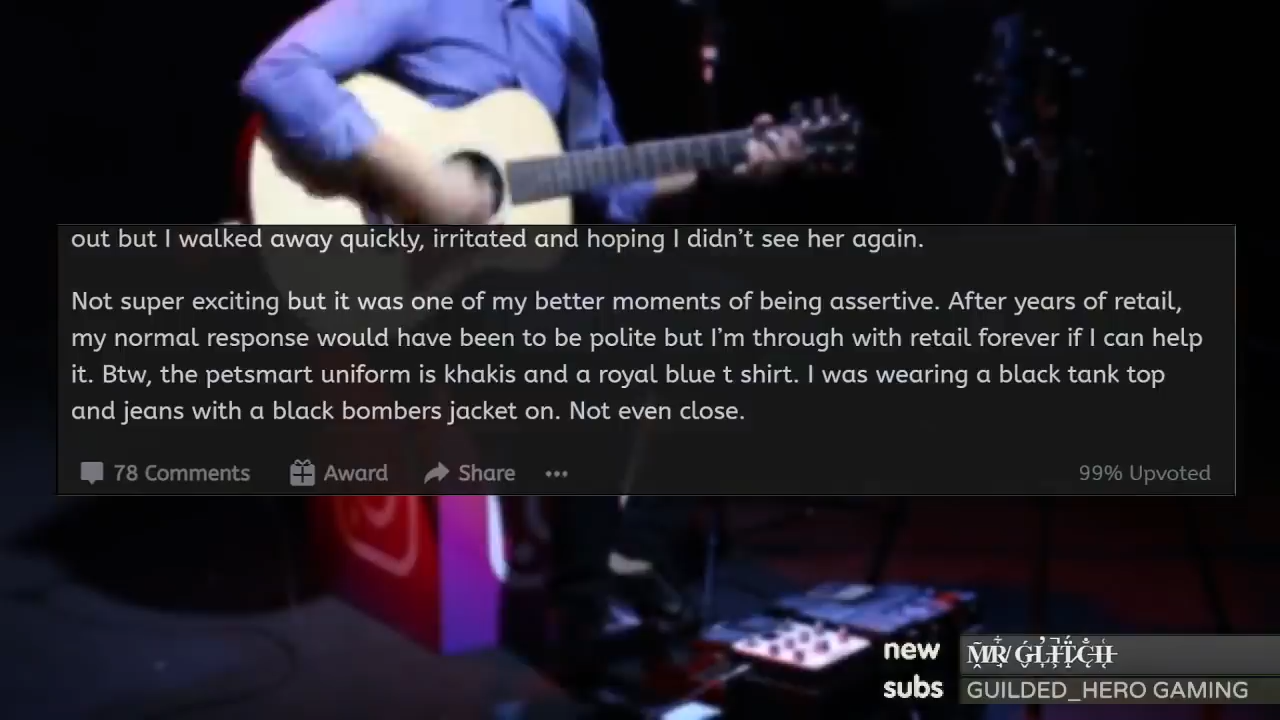 out but I walked away quickly, irritated and hoping I didn't see her again.
Not super exciting but it was one of my better moments of being assertive. After years of retail,
my normal response would have been to be polite but I'm through with retail forever if I can help
it. Btw, the petsmart uniform is khakis and a royal blue t shirt. I was wearing a black tank top
and jeans with a black bombers jacket on. Not even close.
78 Comments Award Share ••• 99% Upvoted
new MR GLITCH
subs GUILDED_HERO GAMING